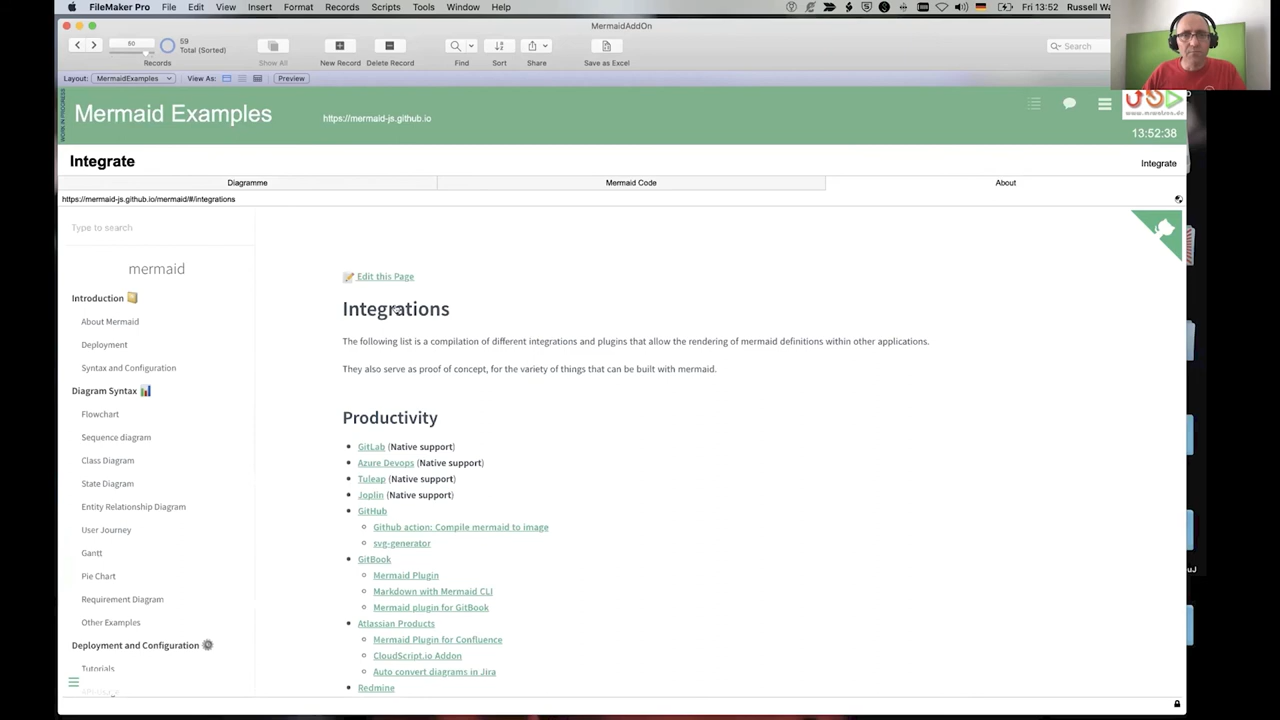 FileMaker Pro File Edit View Insert Format Records Scripts Tools Window Help
Fri 13:52 Russell Wa
MermaidAddOn
60
59
Total (Sorted)
Records Show All New Record Delete Record Find Sort Share Save as Excel
Search
Layout: MermaidExamples View As: Preview
WORK IN PROGRESS
Mermaid Examples
https://mermaid-js.github.io
13:52:38
Integrate
Integrate
Diagramme Mermaid Code About
https://mermaid-js.github.io/mermaid/#/integrations
Type to search
mermaid
Introduction
About Mermaid
Deployment
Syntax and Configuration
Diagram Syntax
Flowchart
Sequence diagram
Class Diagram
State Diagram
Entity Relationship Diagram
User Journey
Gantt
Pie Chart
Requirement Diagram
Other Examples
Deployment and Configuration
Tutorials
Edit this Page
Integrations
The following list is a compilation of different integrations and plugins that allow the rendering of mermaid definitions within other applications.
They also serve as proof of concept, for the variety of things that can be built with mermaid.
Productivity
GitLab (Native support)
Azure Devops (Native support)
Tuleap (Native support)
Joplin (Native support)
GitHub
Github action: Compile mermaid to image
svg-generator
GitBook
Mermaid Plugin
Markdown with Mermaid CLI
Mermaid plugin for GitBook
Atlassian Products
Mermaid Plugin for Confluence
CloudScript.io Addon
Auto convert diagrams in Jira
Redmine